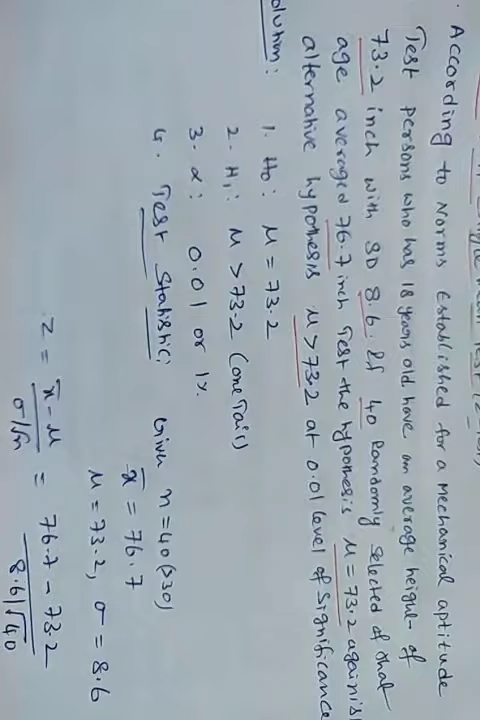 According to Norms Established for a Mechanical aptitude
Test persons who has 18 years old have an average height of
73.2 inch with SD 8.6. If 40 Randomly Selected of that
age averaged 76.7 inch Test the hypothesis μ = 73.2 against
alternative hypothesis μ > 73.2 at 0.01 level of Significance
olution:
1. H₀: μ = 73.2
2. H₁: μ > 73.2 (one Tail)
3. α: 0.01 or 1%.
4. Test Statistic: Given n = 40 (>30)
x̄ = 76.7
μ = 73.2, σ = 8.6
Z = x̄ - μ / σ/√n = 76.7 - 73.2 / 8.6/√40